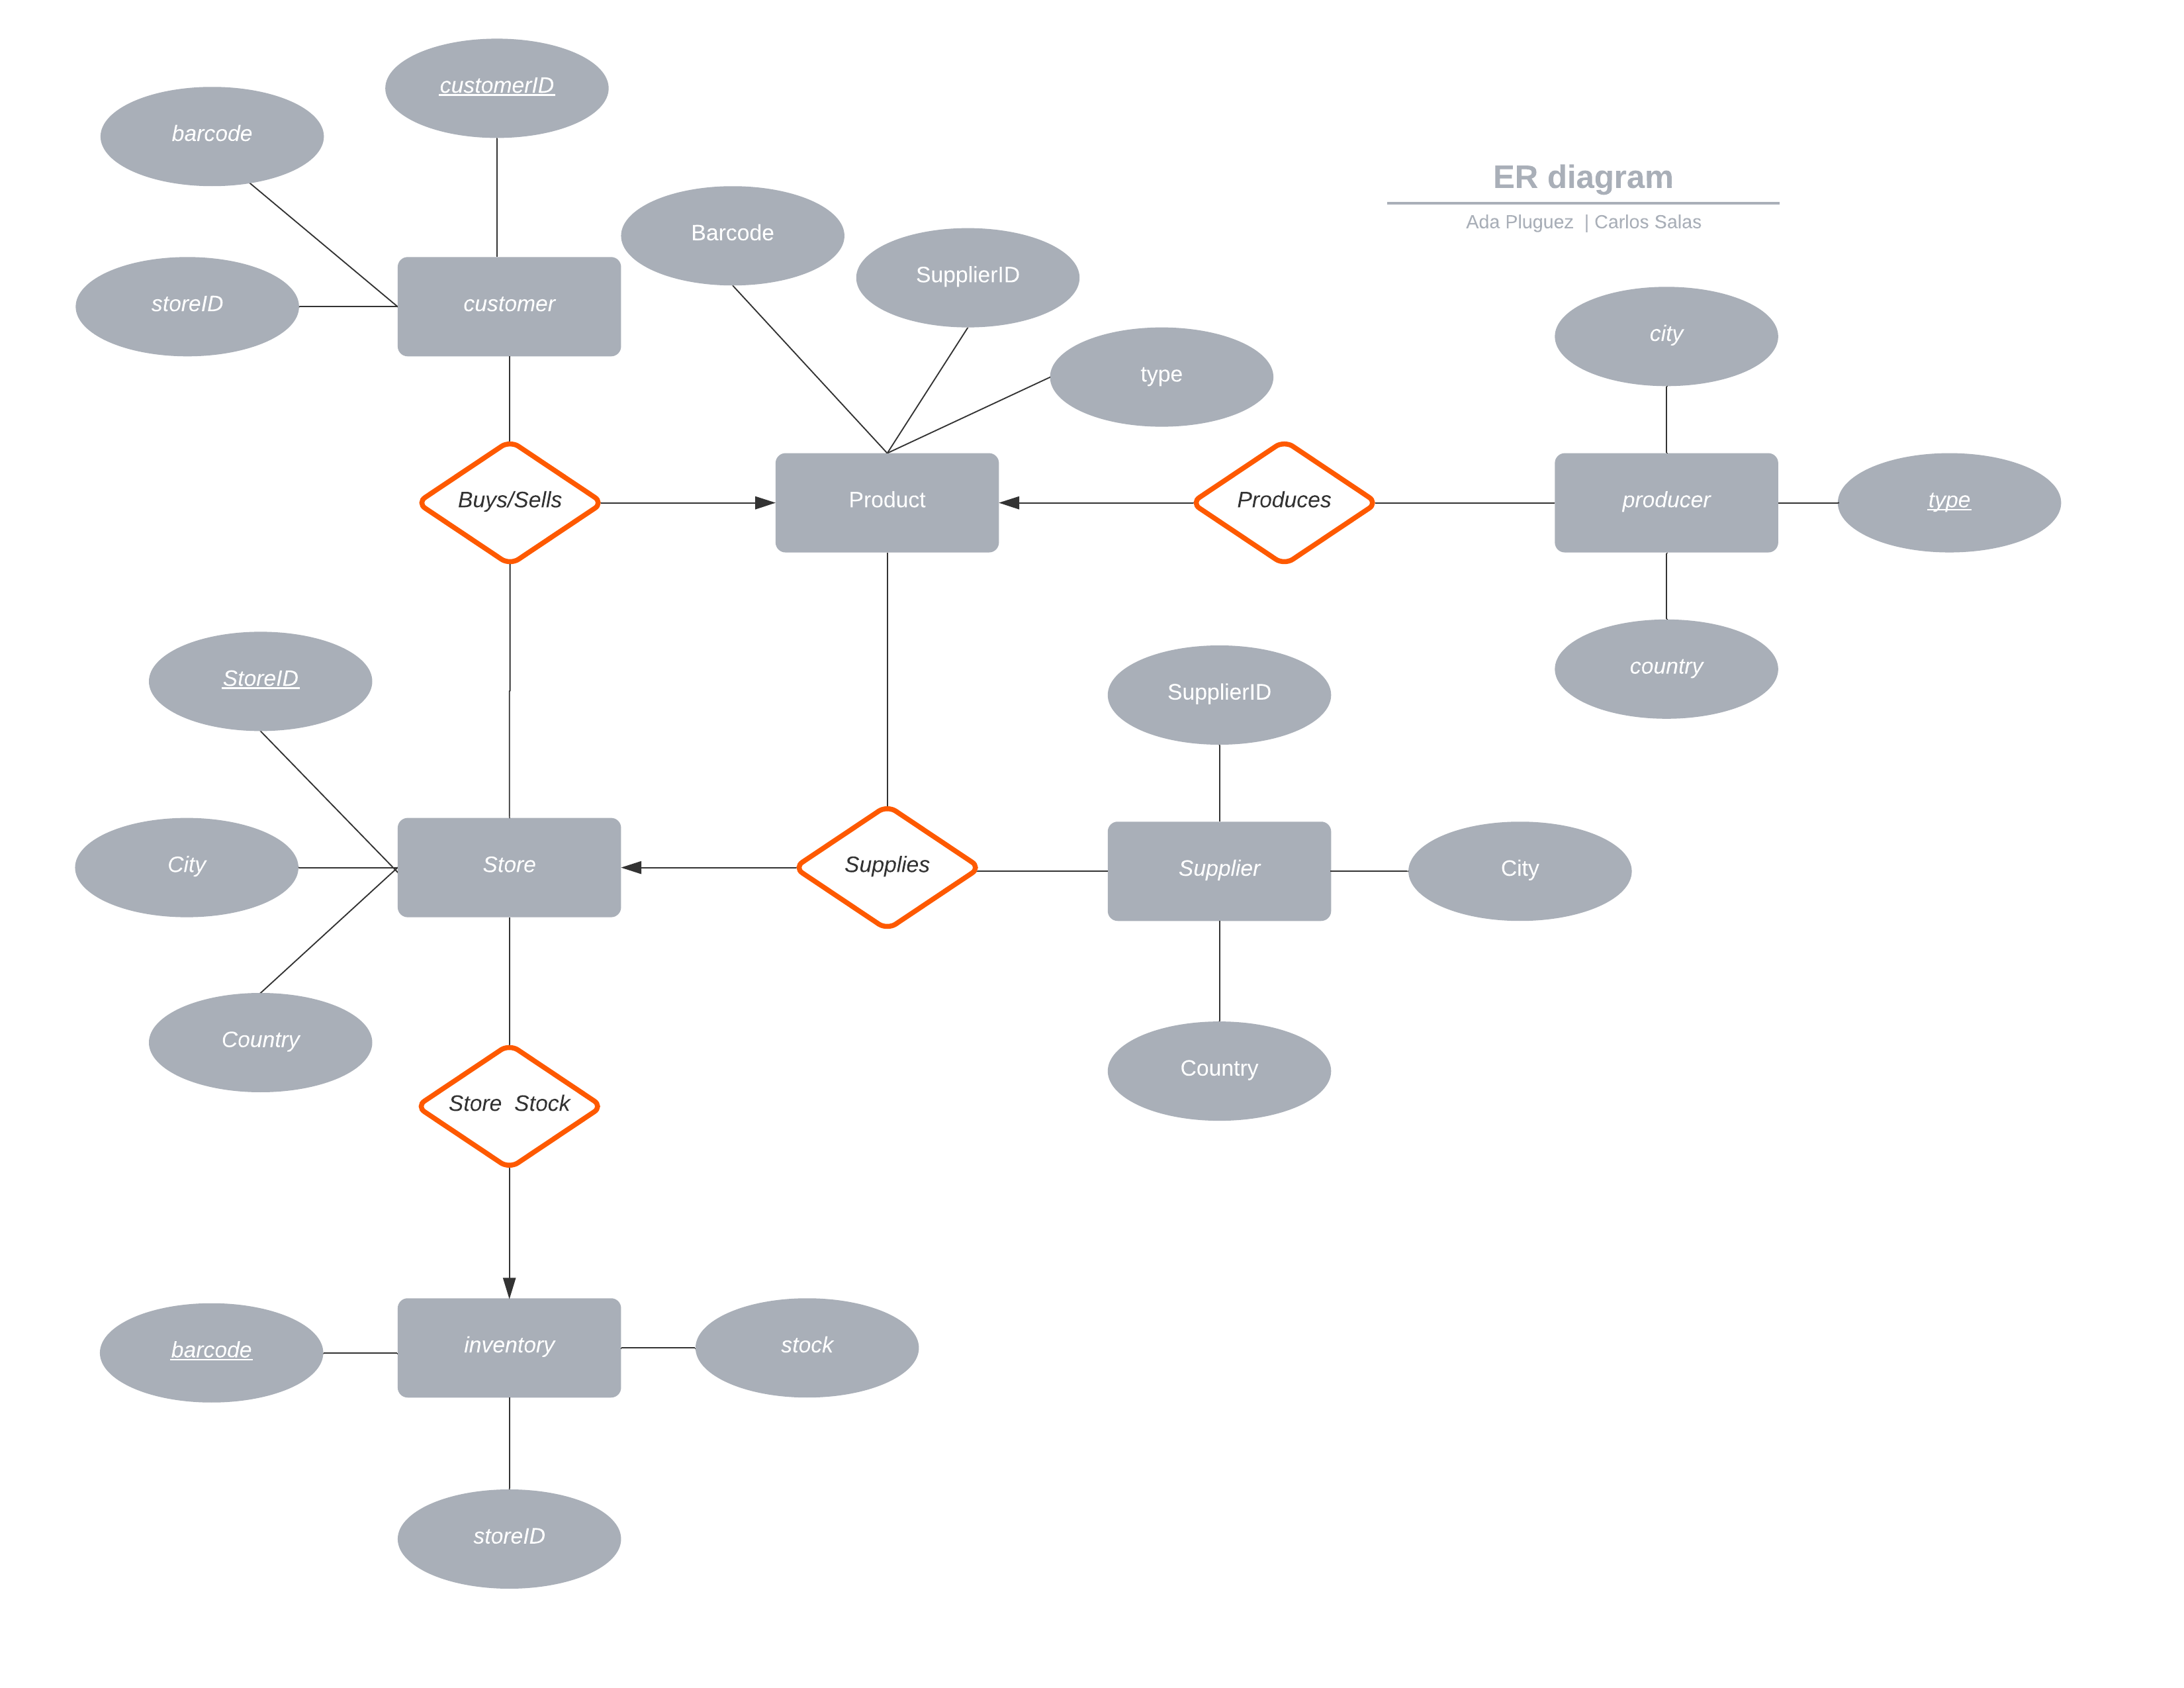 customerID
barcode
ER diagram
Ada Pluguez | Carlos Salas
Barcode
SupplierID
storeID
customer
city
type
Buys/Sells
Product
Produces
producer
type
StoreID
SupplierID
country
City
Store
Supplies
Supplier
City
Country
Country
Store Stock
barcode
inventory
stock
storeID